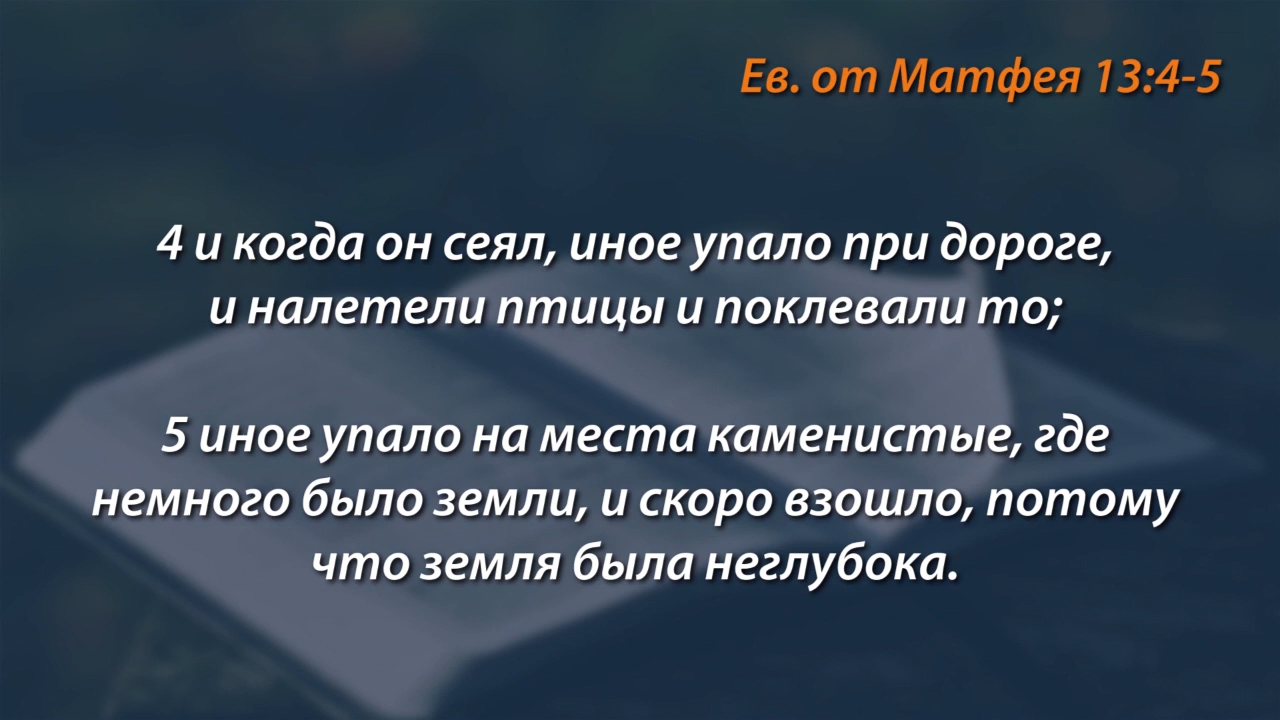 Ев. от Матфея 13:4-5
4 и когда он сеял, иное упало при дороге,
и налетели птицы и поклевали то;
5 иное упало на места каменистые, где
немного было земли, и скоро взошло, потому
что земля была неглубока.